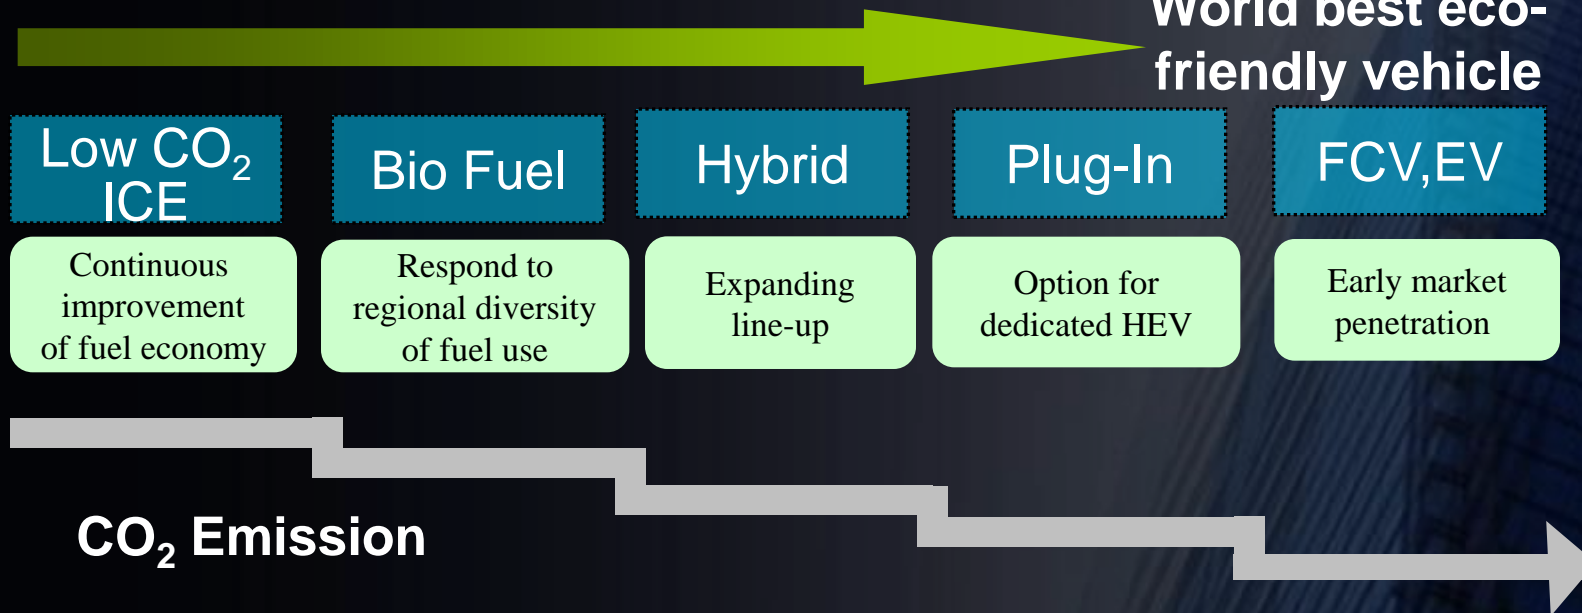 World best eco-
friendly vehicle
Low CO₂
ICE
Bio Fuel
Hybrid
Plug-In
FCV,EV
Continuous
improvement
of fuel economy
Respond to
regional diversity
of fuel use
Expanding
line-up
Option for
dedicated HEV
Early market
penetration
CO₂ Emission